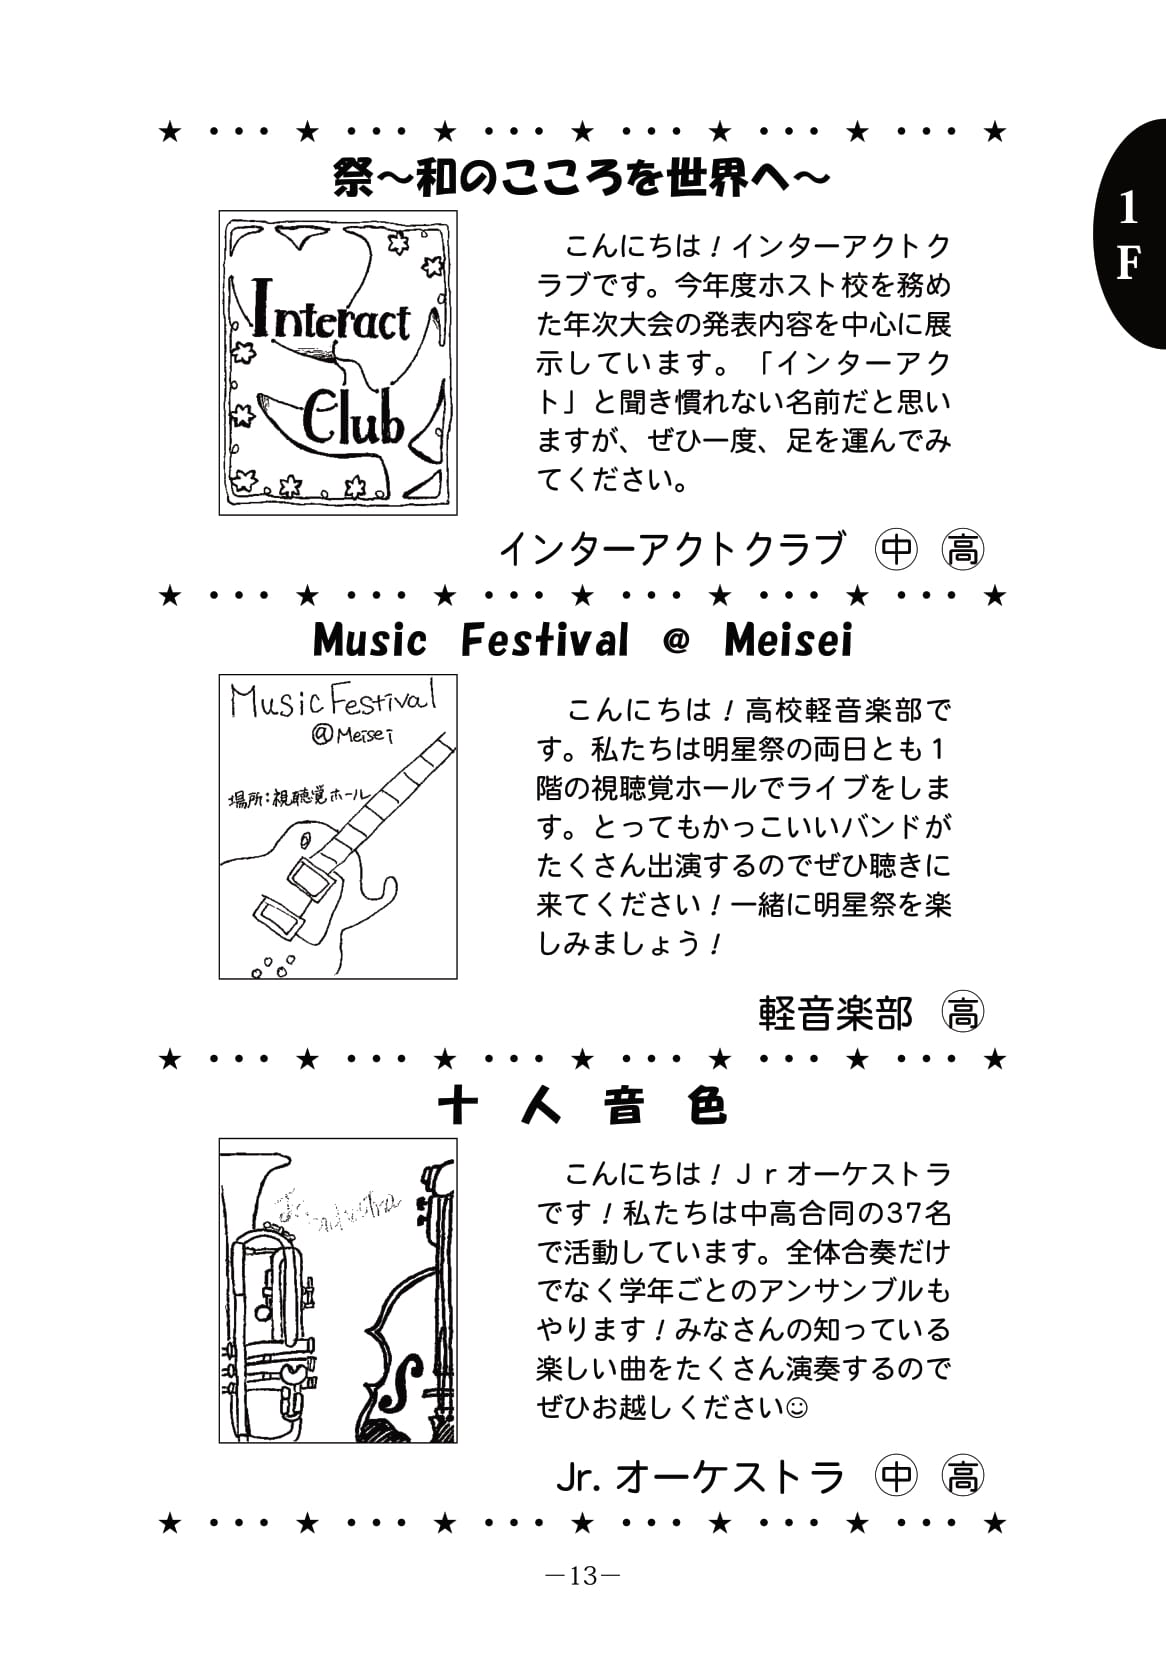 ★ ・・・ ★ ・・・ ★ ・・・ ★ ・・・ ★ ・・・ ★ ・・・ ★
祭～和のこころを世界へ～
1
F
Interact
Club
こんにちは！インターアクトク
ラブです。今年度ホスト校を務め
た年次大会の発表内容を中心に展
示しています。「インターアク
ト」と聞き慣れない名前だと思い
ますが、ぜひ一度、足を運んでみ
てください。
インターアクトクラブ ㊥ ㊤高
★ ・・・ ★ ・・・ ★ ・・・ ★ ・・・ ★ ・・・ ★ ・・・ ★
Music Festival @ Meisei
Music Festival
@Meisei
場所：視聴覚ホール
こんにちは！高校軽音楽部で
す。私たちは明星祭の両日とも１
階の視聴覚ホールでライブをしま
す。とってもかっこいいバンドが
たくさん出演するのでぜひ聴きに
来てください！一緒に明星祭を楽
しみましょう！
軽音楽部 高
★ ・・・ ★ ・・・ ★ ・・・ ★ ・・・ ★ ・・・ ★ ・・・ ★
十人音色
こんにちは！Ｊｒオーケストラ
です！私たちは中高合同の37名
で活動しています。全体合奏だけ
でなく学年ごとのアンサンブルも
やります！みなさんの知っている
楽しい曲をたくさん演奏するので
ぜひお越しください☺
Jr. オーケストラ 中 高
★ ・・・ ★ ・・・ ★ ・・・ ★ ・・・ ★ ・・・ ★ ・・・ ★
－13－